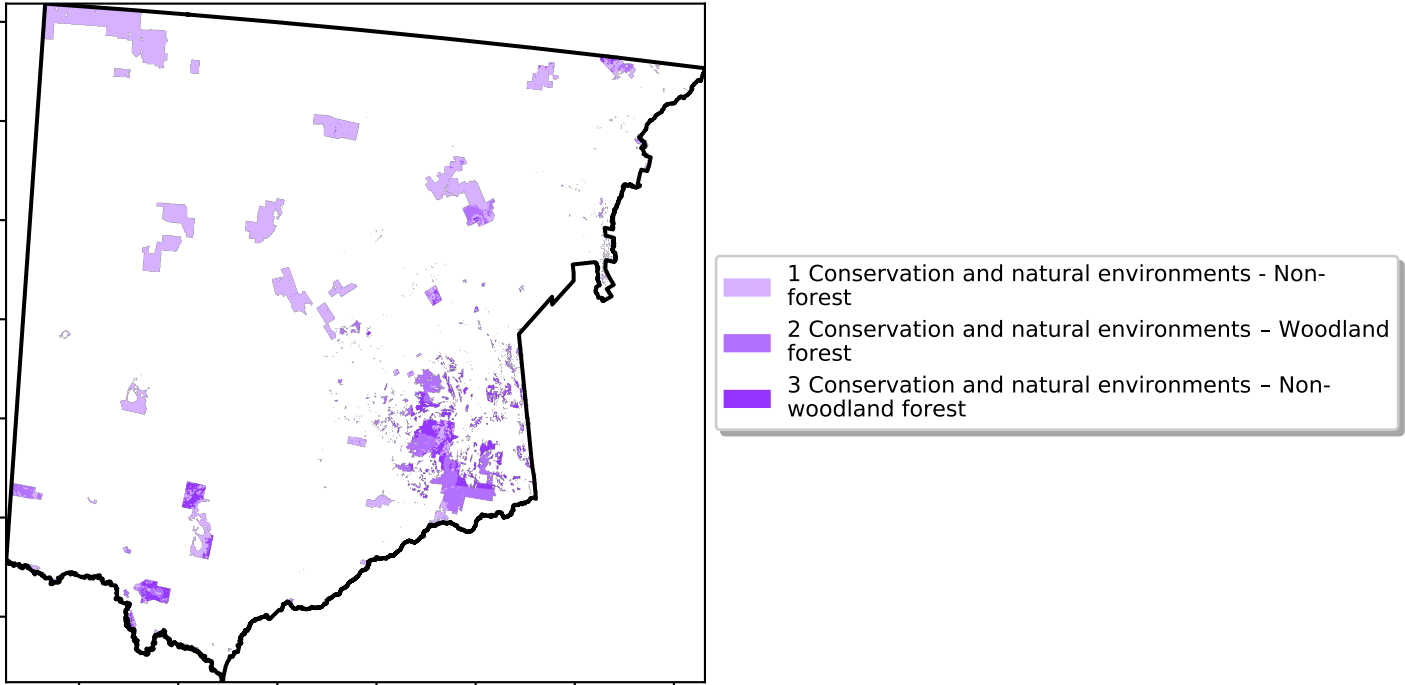 1 Conservation and natural environments - Non-
forest
2 Conservation and natural environments – Woodland
forest
3 Conservation and natural environments – Non-
woodland forest